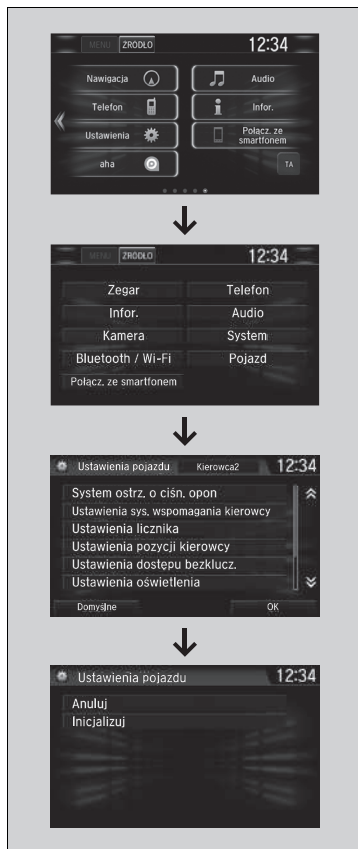 MENU ŹRÓDŁO 12:34
Nawigacja Audio
Telefon Infor.
Ustawienia Połącz. ze smartfonem
aha TA
MENU ŹRÓDŁO 12:34
Zegar Telefon
Infor. Audio
Kamera System
Bluetooth / Wi-Fi Pojazd
Połącz. ze smartfonem
Ustawienia pojazdu Kierowca2 12:34
System ostrz. o ciśn. opon
Ustawienia sys. wspomagania kierowcy
Ustawienia licznika
Ustawienia pozycji kierowcy
Ustawienia dostępu bezklucz.
Ustawienia oświetlenia
Domyślne OK
Ustawienia pojazdu 12:34
Anuluj
Inicjalizuj